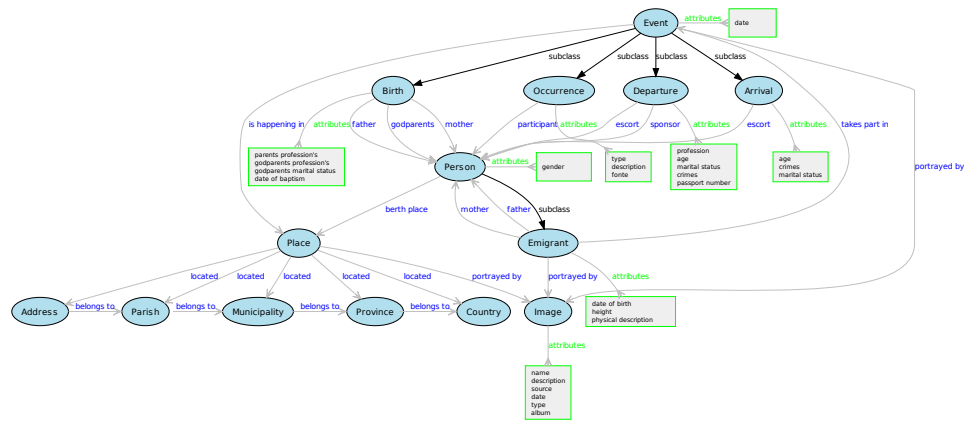 Event
attributes
date
subclass
subclass
subclass
subclass
Birth
Occurrence
Departure
Arrival
is happening in
attributes
father
godparents
mother
participant
attributes
escort
sponsor
attributes
escort
attributes
takes part in
parents profession's
godparents profession's
godparents marital status
date of baptism
Person
attributes
gender
type
description
fonte
profession
age
marital status
crimes
passport number
age
crimes
marital status
portrayed by
berth place
mother
father
subclass
Place
Emigrant
located
located
located
located
located
portrayed by
portrayed by
attributes
Address
belongs to
Parish
belongs to
Municipality
belongs to
Province
belongs to
Country
Image
date of birth
height
physical description
attributes
name
description
source
date
type
album